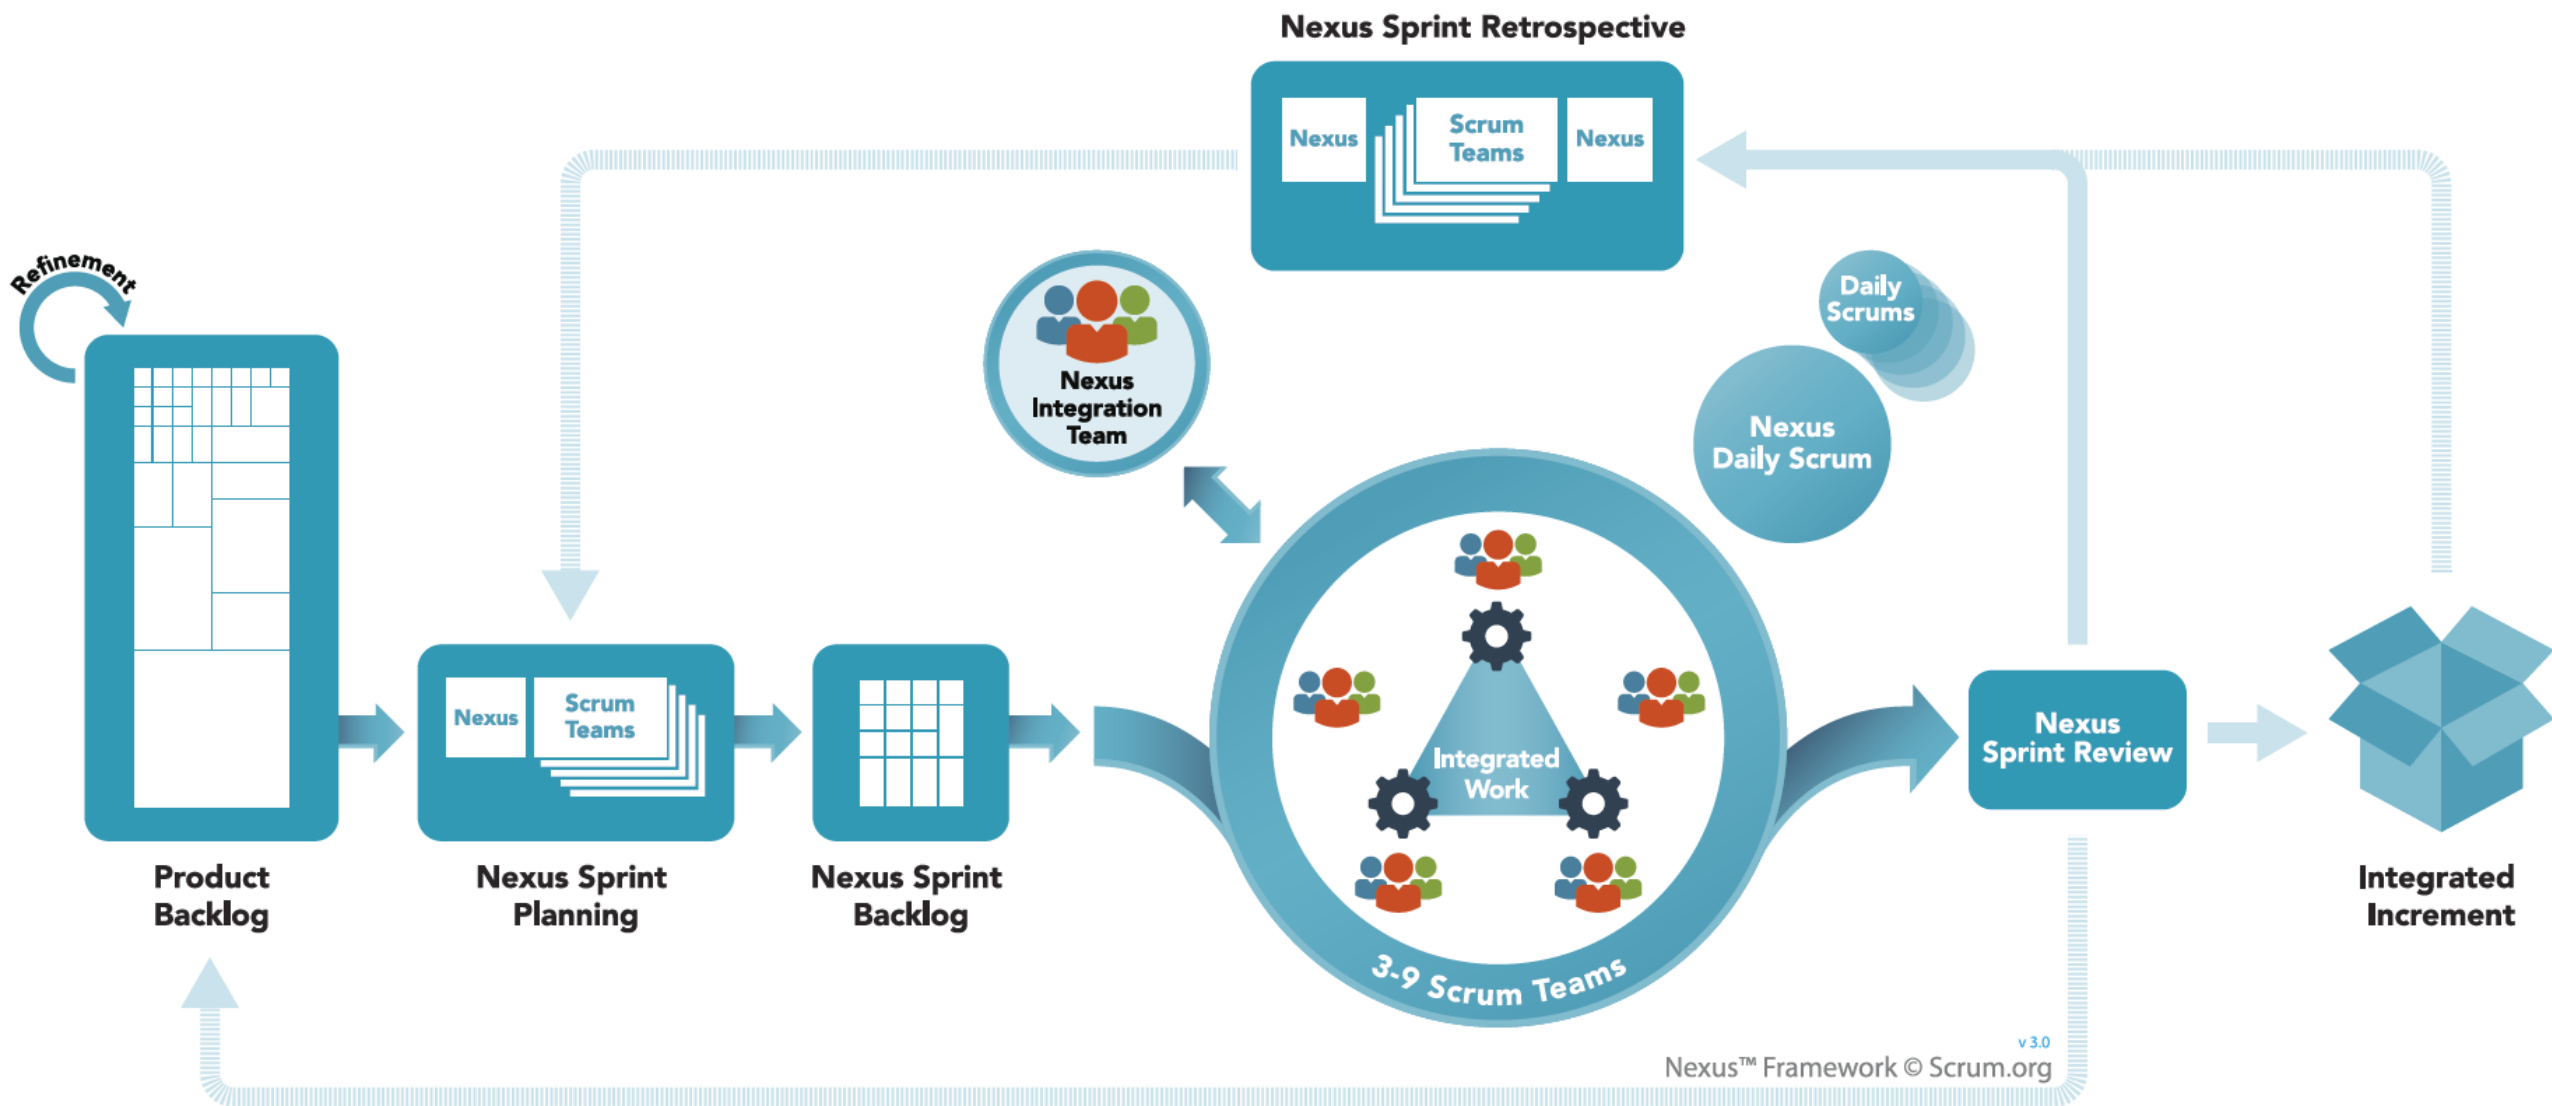 Nexus Sprint Retrospective
Nexus
Scrum
Teams
Nexus
Refinement
Daily
Scrums
Nexus
Integration
Team
Nexus
Daily Scrum
Nexus
Scrum
Teams
Integrated
Work
Nexus
Sprint Review
Product
Backlog
Nexus Sprint
Planning
Nexus Sprint
Backlog
3-9 Scrum Teams
Integrated
Increment
v 3.0
Nexus™ Framework © Scrum.org